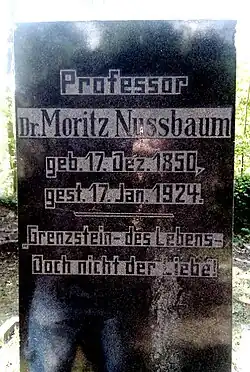 Professor
Dr. Moritz Nussbaum
geb. 17. Dez. 1850,
gest. 17. Jan. 1924.
„Grenzstein- des Lebens-
Doch nicht der Liebe!